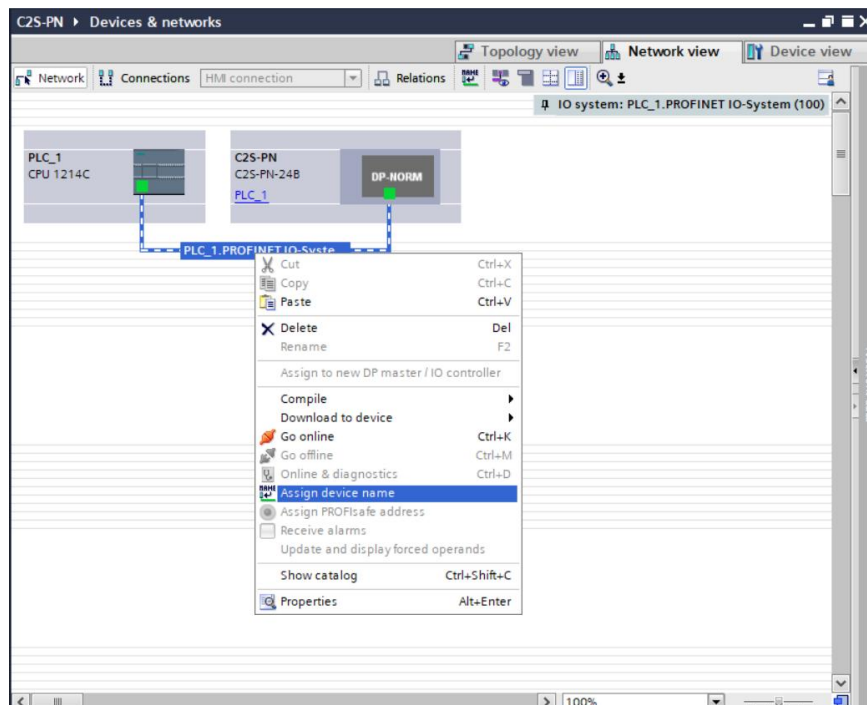 C2S-PN ▸ Devices & networks
Topology view Network view Device view
Network Connections HMI connection Relations
IO system: PLC_1.PROFINET IO-System (100)
PLC_1
CPU 1214C
C2S-PN
C2S-PN-24B
PLC_1
DP-NORM
PLC_1.PROFINET IO-Syste...
Cut Ctrl+X
Copy Ctrl+C
Paste Ctrl+V
Delete Del
Rename F2
Assign to new DP master / IO controller
Compile
Download to device
Go online Ctrl+K
Go offline Ctrl+M
Online & diagnostics Ctrl+D
Assign device name
Assign PROFIsafe address
Receive alarms
Update and display forced operands
Show catalog Ctrl+Shift+C
Properties Alt+Enter
100%